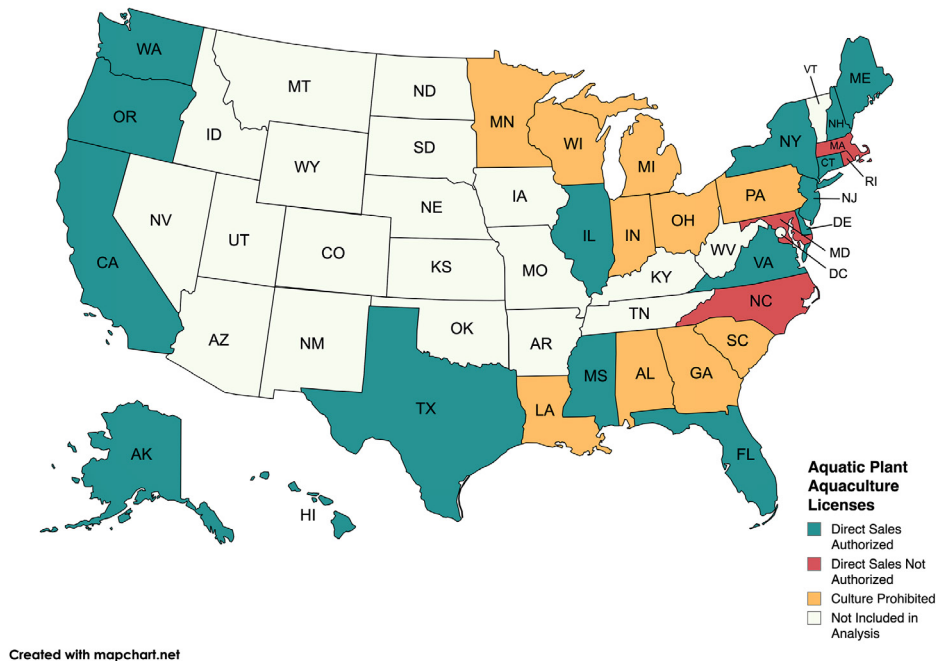 WA
OR
CA
ID
NV
MT
WY
UT
AZ
CO
NM
ND
SD
NE
KS
OK
TX
MN
IA
MO
AR
LA
WI
IL
MI
IN
OH
KY
TN
MS
AL
GA
SC
NC
FL
WV
VA
PA
NY
VT
NH
ME
MA
CT
RI
NJ
DE
MD
DC
AK
HI
Aquatic Plant
Aquaculture
Licenses
Direct Sales
Authorized
Direct Sales Not
Authorized
Culture Prohibited
Not Included in
Analysis
Created with mapchart.net